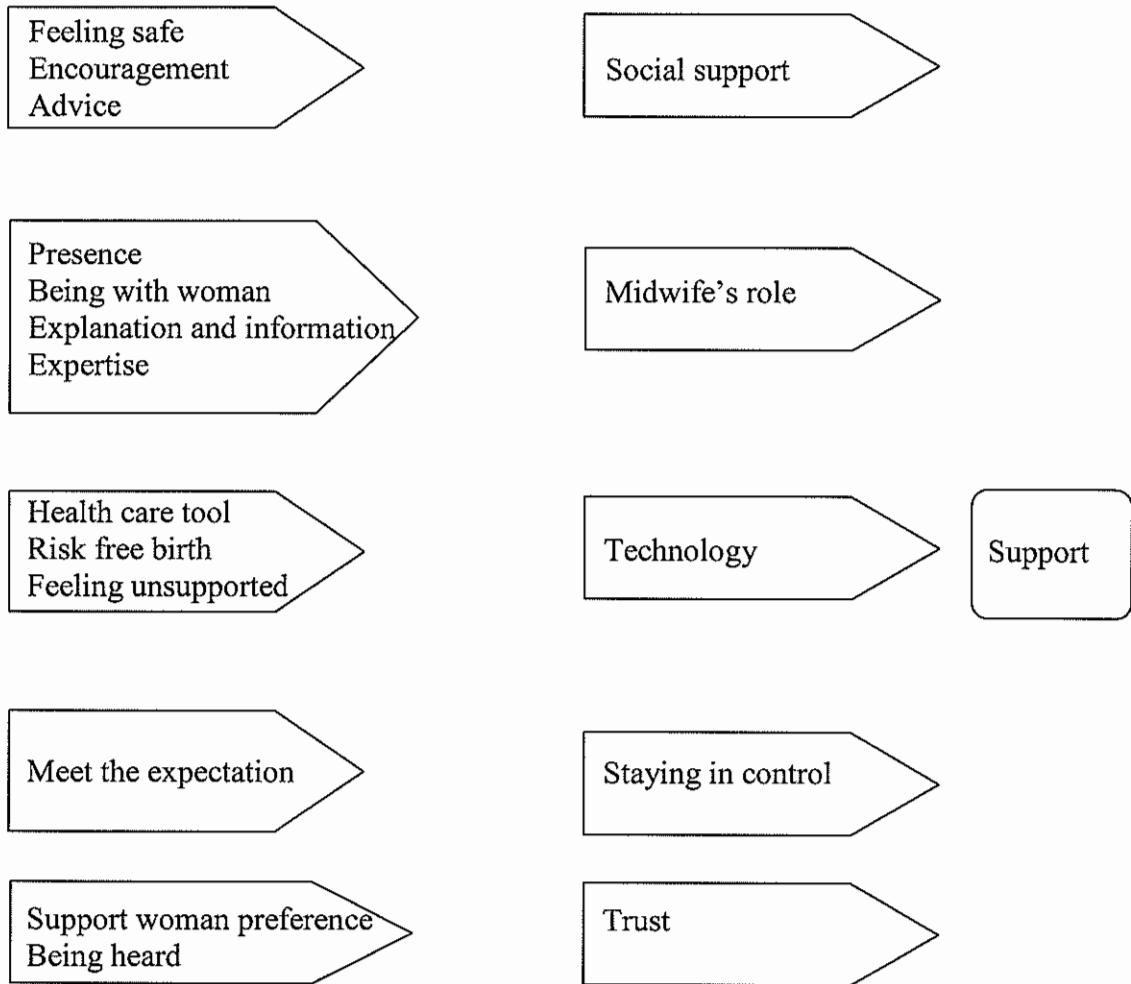 Feeling safe
Encouragement
Advice
Social support
Presence
Being with woman
Explanation and information
Expertise
Midwife's role
Health care tool
Risk free birth
Feeling unsupported
Technology
Support
Meet the expectation
Staying in control
Support woman preference
Being heard
Trust